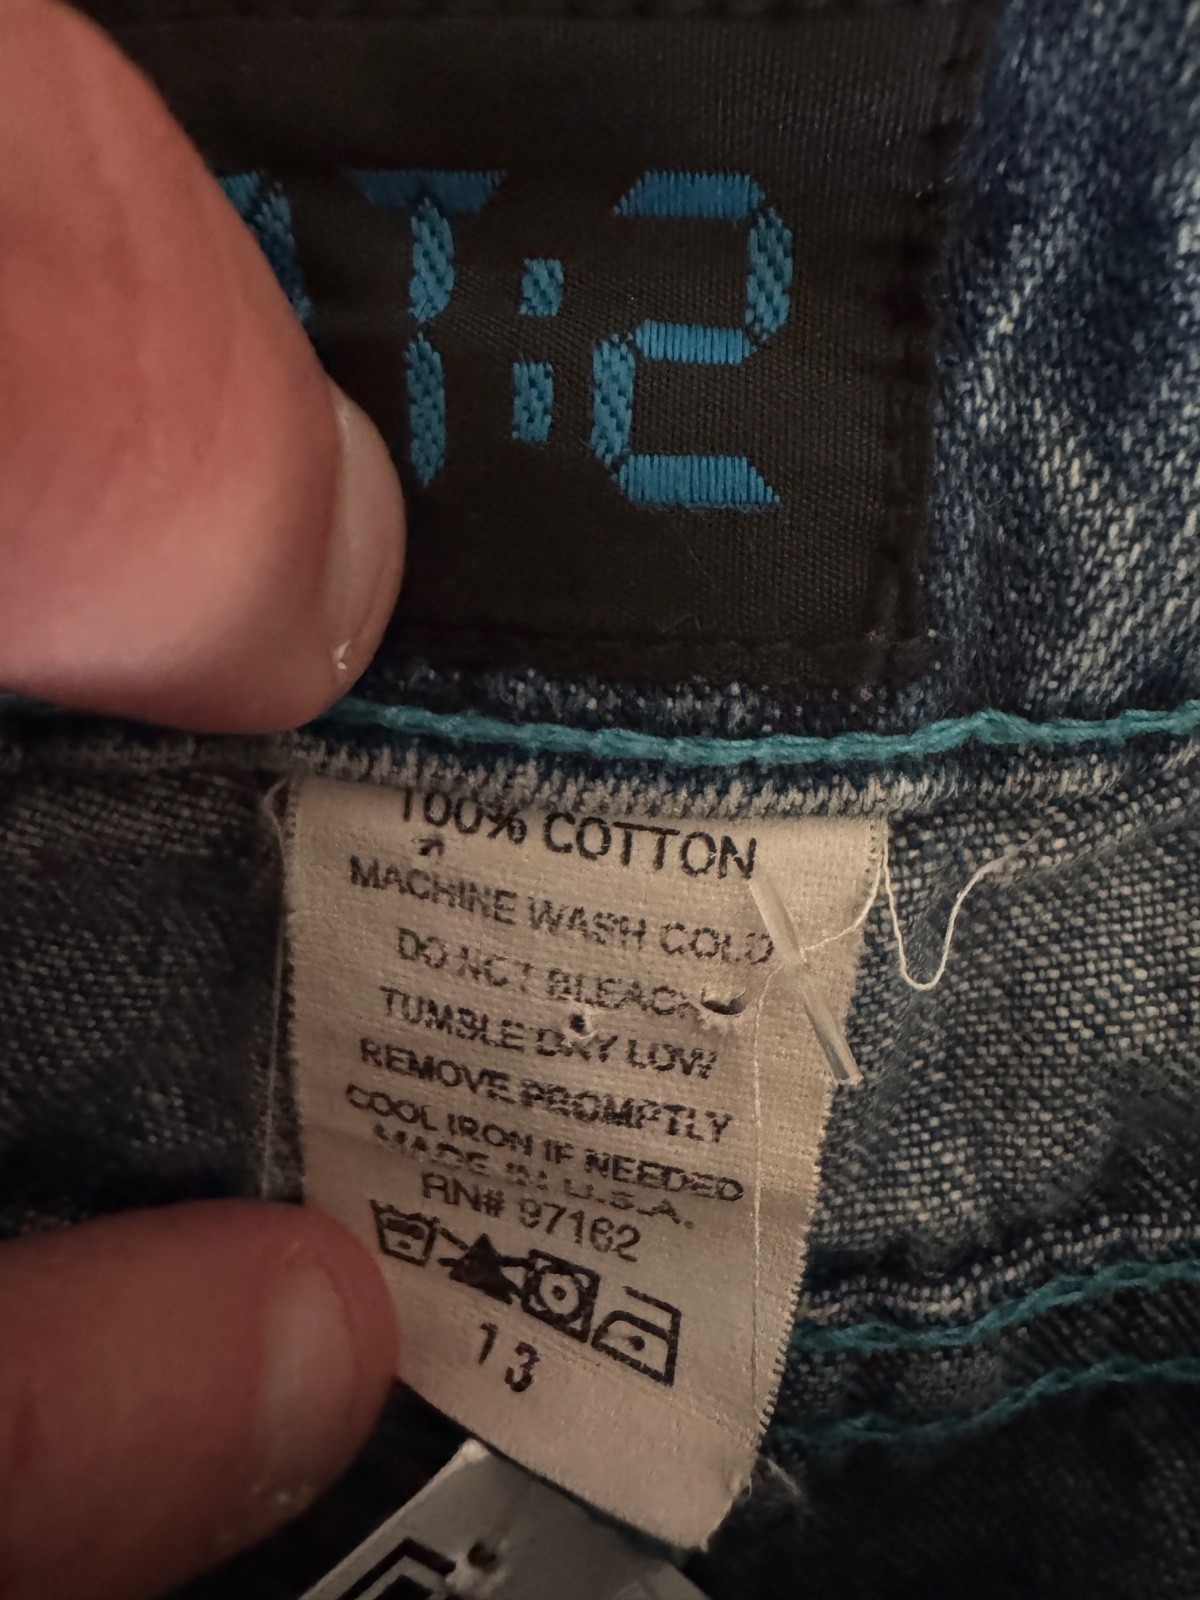 T:2
100% COTTON
MACHINE WASH COLD
DO NOT BLEACH
TUMBLE DRY LOW
REMOVE PROMPTLY
COOL IRON IF NEEDED
MADE IN U.S.A.
RN# 97162
13